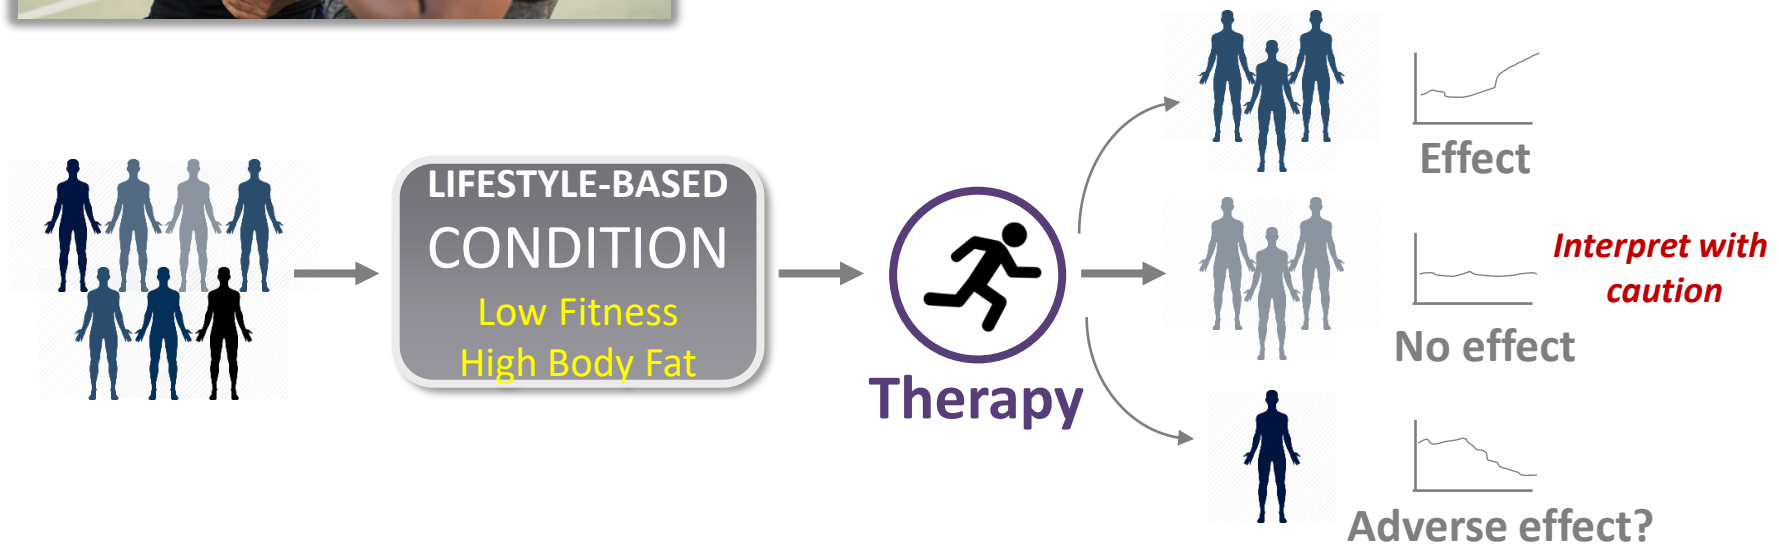 LIFESTYLE-BASED
CONDITION
Low Fitness
High Body Fat
Therapy
Effect
Interpret with
caution
No effect
Adverse effect?